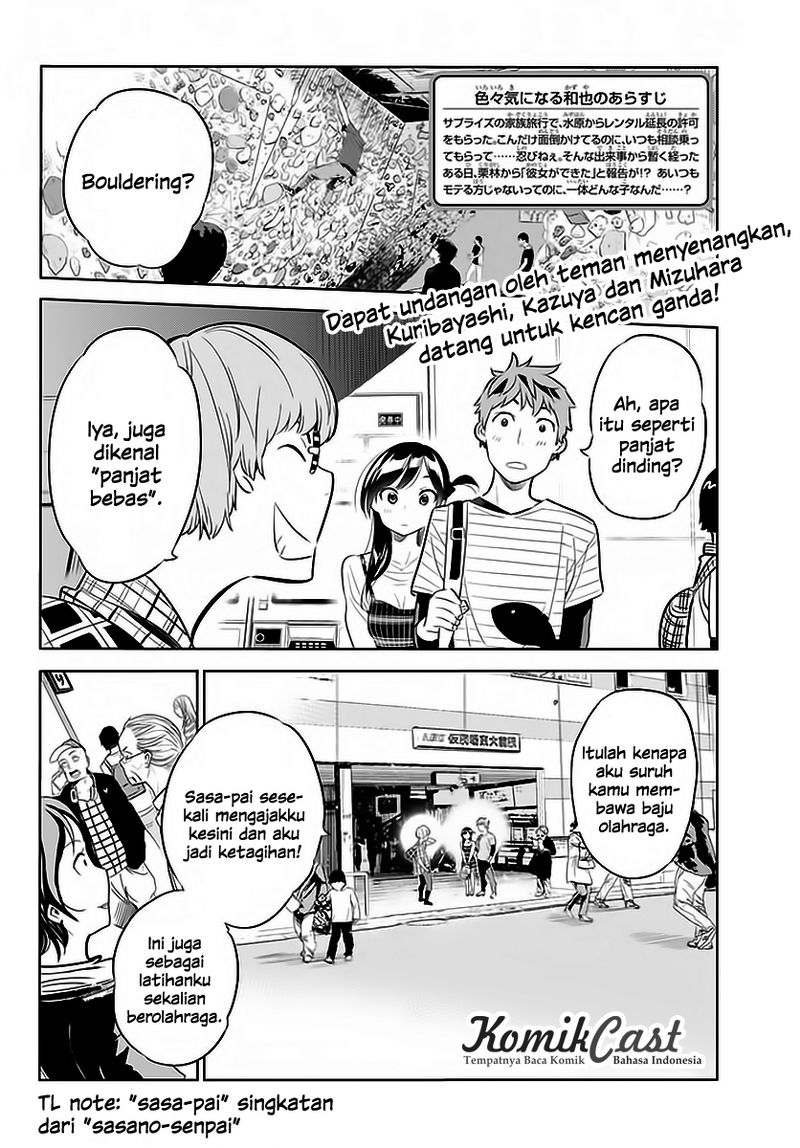 Bouldering?
色々気になる和也のあらすじ
サプライズの家族旅行で、水原からレンタル延長の許可
をもらった。こんだけ面倒かけてるのに、いつも相談乗っ
てもらって……忍びねぇ。そんな出来事から暫く経った
ある日、栗林から「彼女ができた」と報告が!? あいつも
モテる方じゃないってのに、一体どんな子なんだ……?
Dapat undangan oleh teman menyenangkan,
Kuribayashi, Kazuya dan Mizuhara
datang untuk kencan ganda!
Iya, juga
dikenal
"panjat
bebas".
Ah, apa
itu seperti
panjat
dinding?
Itulah kenapa
aku suruh
kamu mem-
bawa baju
olahraga.
Sasa-pai sese-
kali mengajakku
kesini dan aku
jadi ketagihan!
Ini juga
sebagai
latihanku
sekalian
berolahraga.
KomikCast
Tempatnya Baca Komik Bahasa Indonesia
TL note: "sasa-pai" singkatan
dari "sasano-senpai"